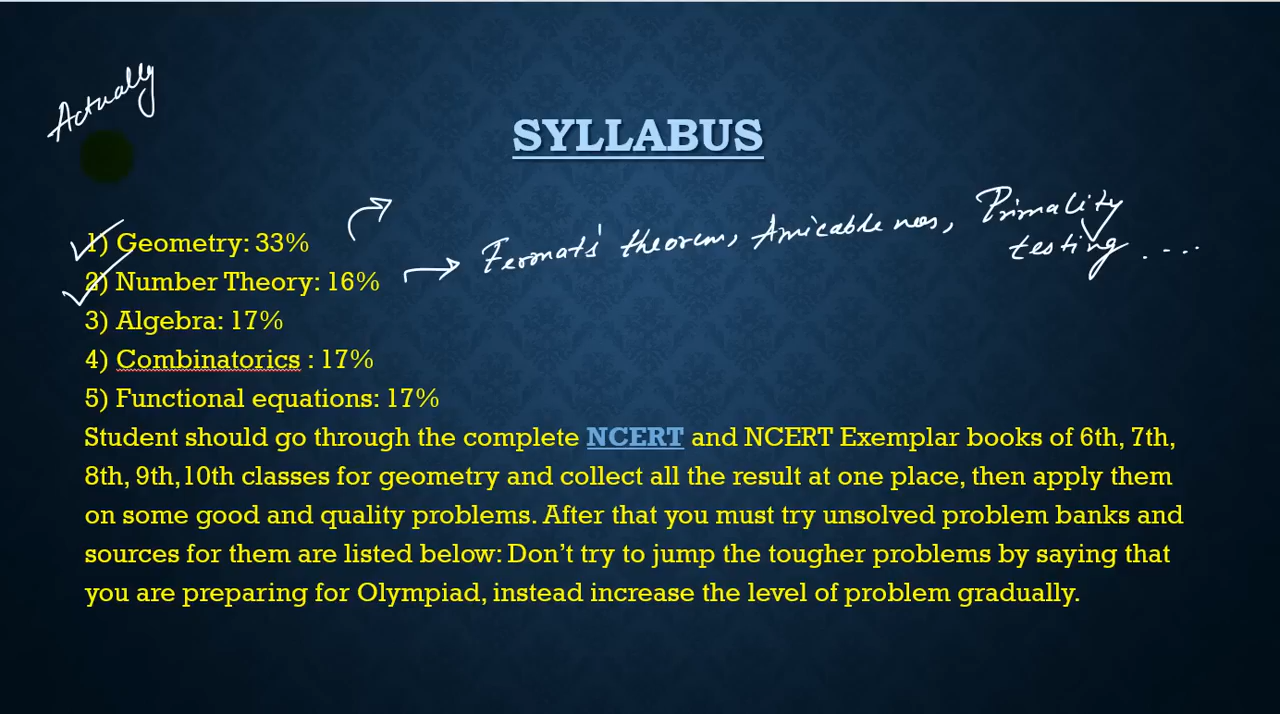 Actually
SYLLABUS
1) Geometry: 33%
2) Number Theory: 16%
Fermats' theorem, Amicable nos, Primality
testing ....
3) Algebra: 17%
4) Combinatorics : 17%
5) Functional equations: 17%
Student should go through the complete NCERT and NCERT Exemplar books of 6th, 7th,
8th, 9th,10th classes for geometry and collect all the result at one place, then apply them
on some good and quality problems. After that you must try unsolved problem banks and
sources for them are listed below: Don’t try to jump the tougher problems by saying that
you are preparing for Olympiad, instead increase the level of problem gradually.